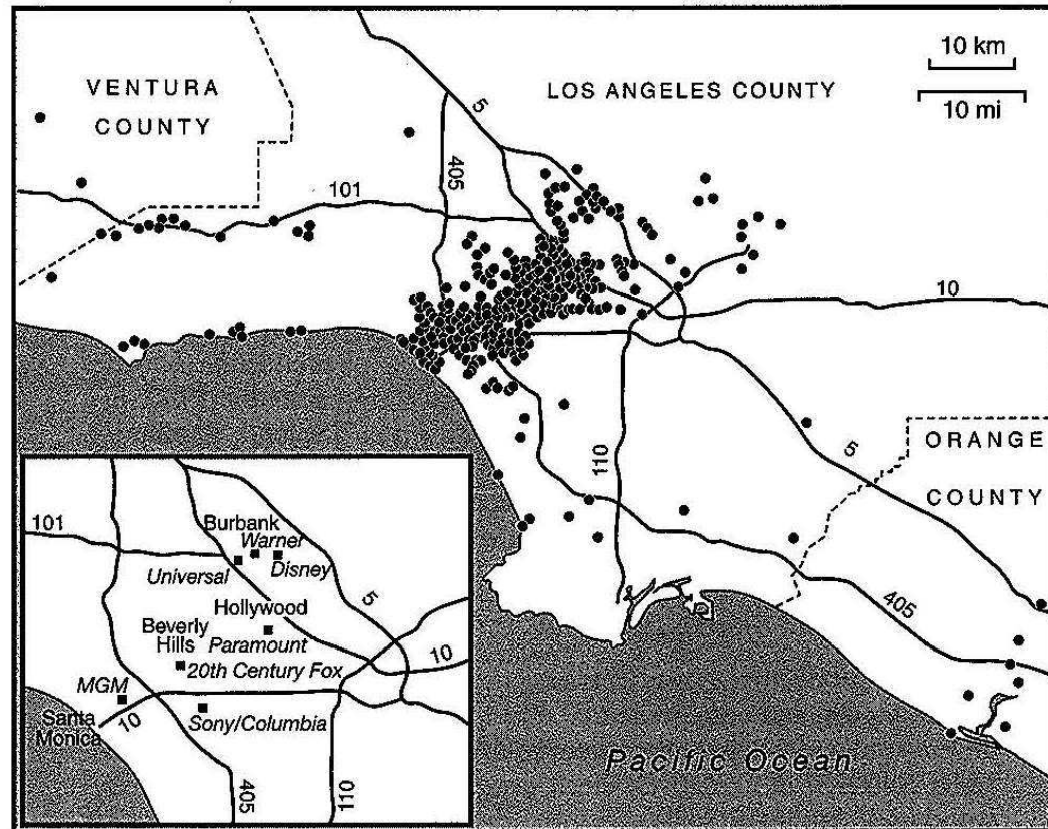 VENTURA
COUNTY
LOS ANGELES COUNTY
10 km
10 mi
5
405
101
10
110
5
ORANGE
COUNTY
405
Pacific Ocean
101
Burbank
Warner
Universal
Disney
Hollywood
5
Beverly
Hills
Paramount
20th Century Fox
10
MGM
Santa
Monica
10
Sony/Columbia
405
110